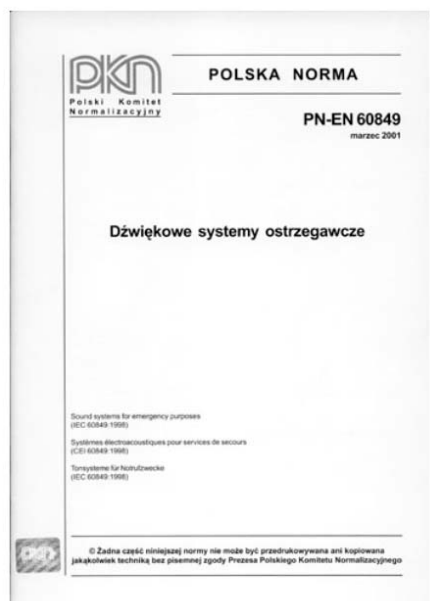 PKN
Polski Komitet
Normalizacyjny
POLSKA NORMA
PN-EN 60849
marzec 2001
Dźwiękowe systemy ostrzegawcze
Sound systems for emergency purposes
(IEC 60849:1998)
Systèmes électroacoustiques pour services de secours
(CEI 60849:1998)
Tonsysteme für Notrufzwecke
(IEC 60849:1998)
© Żadna część niniejszej normy nie może być przedrukowywana ani kopiowana
jakąkolwiek techniką bez pisemnej zgody Prezesa Polskiego Komitetu Normalizacyjnego